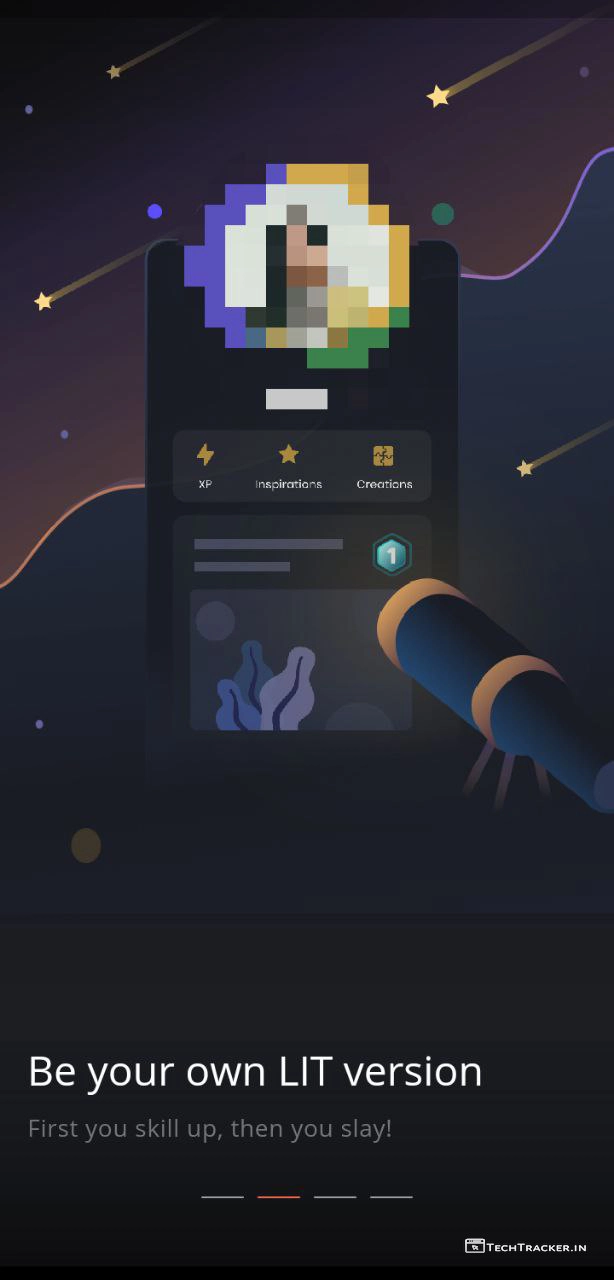 XP Inspirations Creations
1
Be your own LIT version
First you skill up, then you slay!
TECHTRACKER.IN